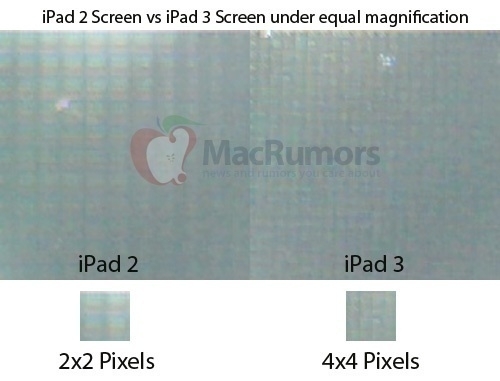 iPad 2 Screen vs iPad 3 Screen under equal magnification
MacRumors
news and rumors you care about
iPad 2
iPad 3
2x2 Pixels
4x4 Pixels